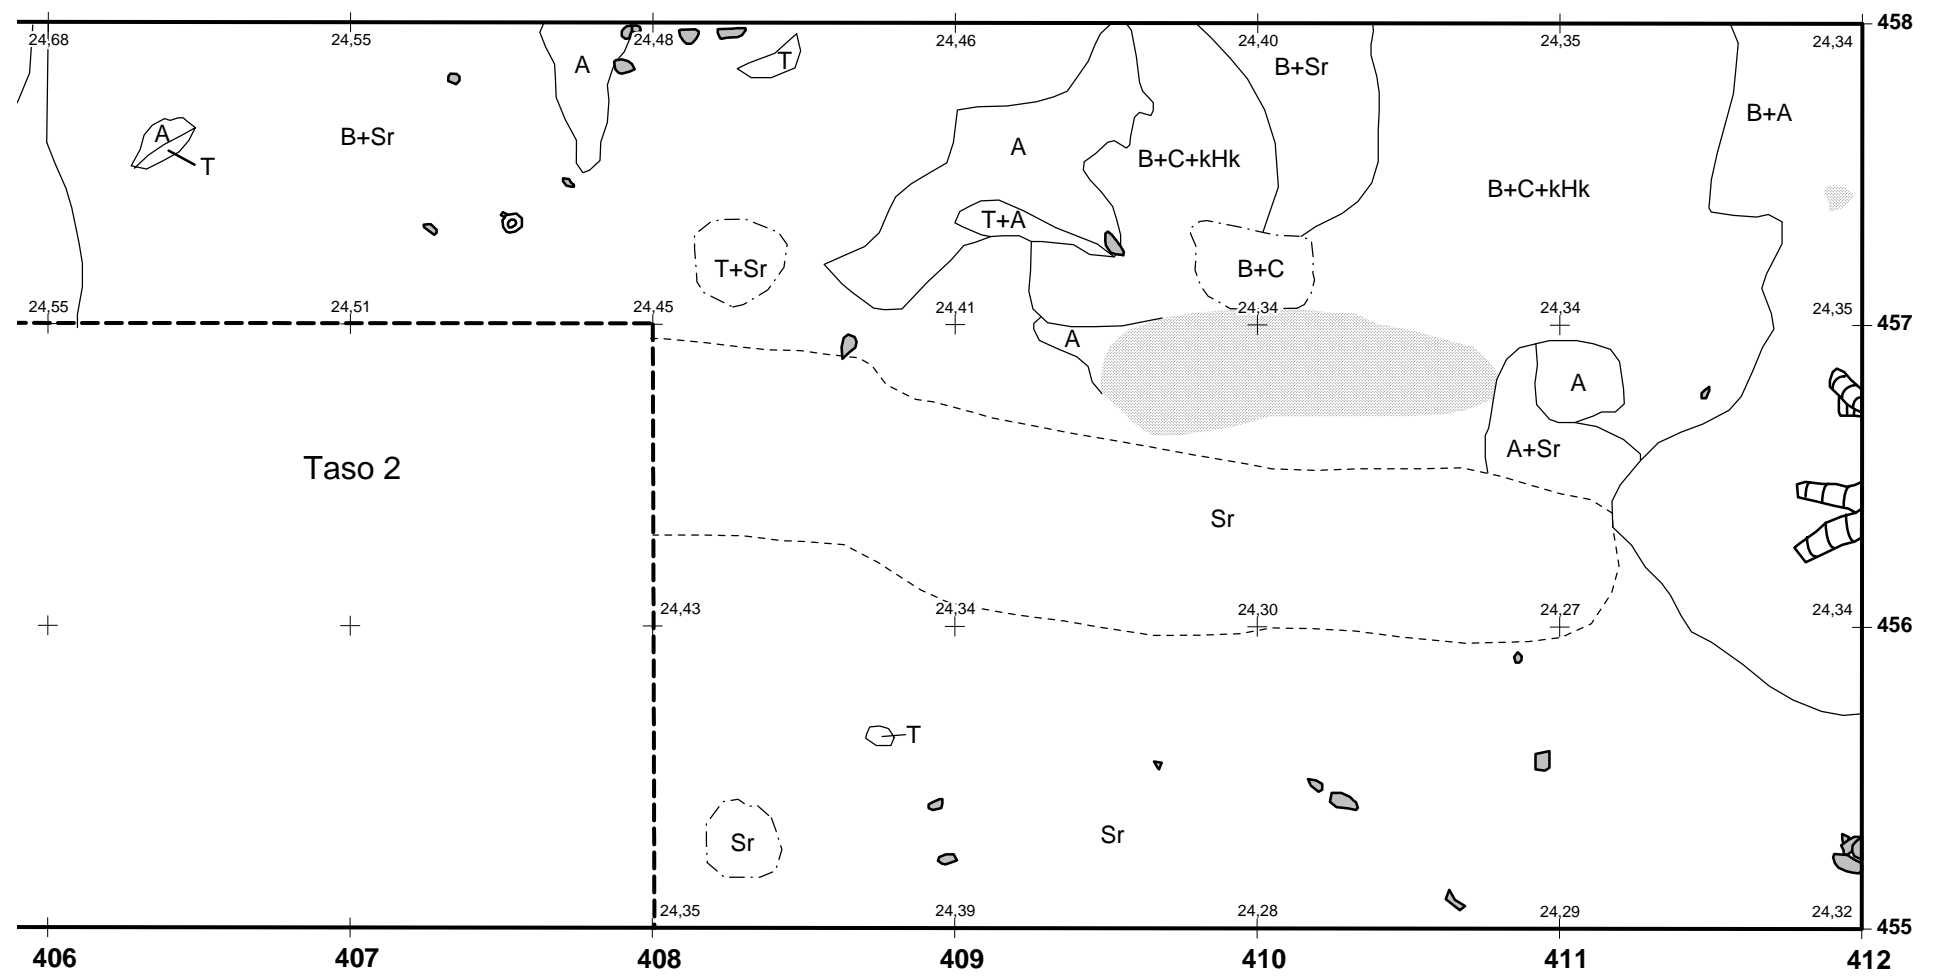 458
24,68 24,55 24,48 24,46 24,40 24,35 24,34
A T B+Sr
B+A
A B+Sr A B+C+kHk
T
B+C+kHk
T+A
T+Sr B+C
24,55 24,51 24,45 24,41 24,34 24,34 24,35
457
A
A
A+Sr
Taso 2
Sr
24,43 24,34 24,30 24,27 24,34
456
T
Sr Sr
24,35 24,39 24,28 24,29 24,32
455
406 407 408 409 410 411 412